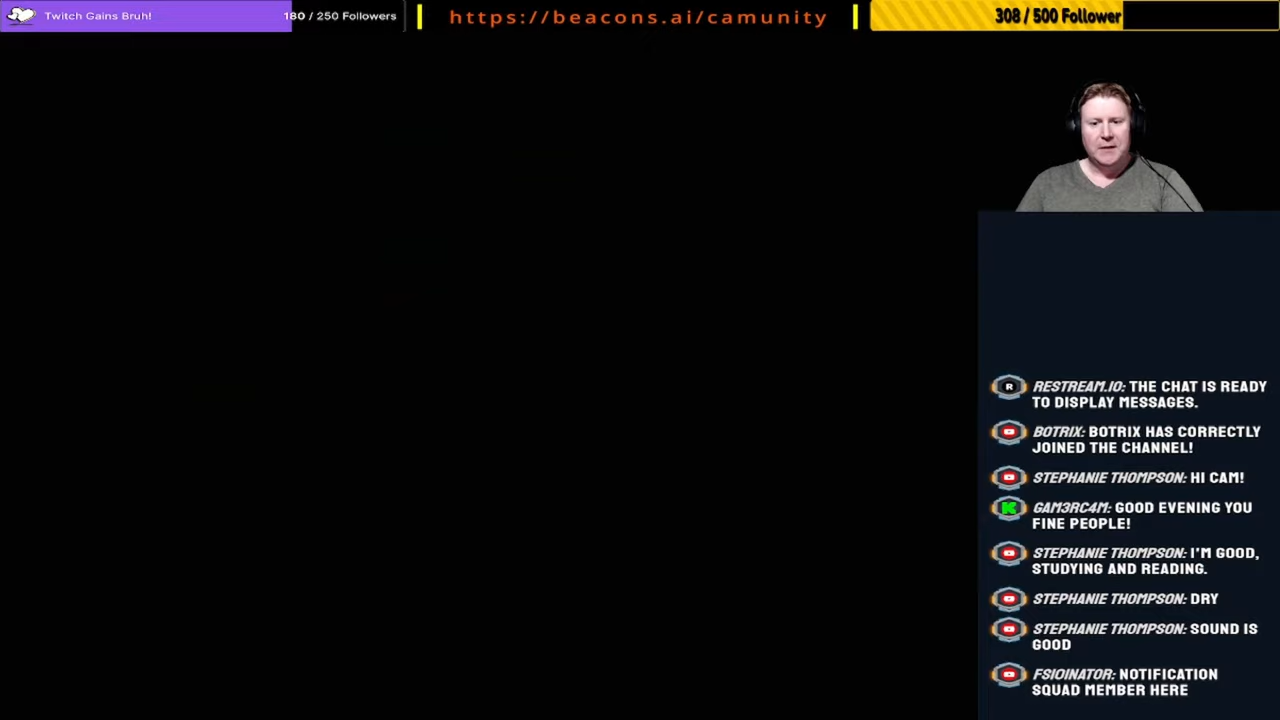 Twitch Gains Bruh!
180 / 250 Followers
https://beacons.ai/camunity
308 / 500 Follower
R
RESTREAM.IO: THE CHAT IS READY
TO DISPLAY MESSAGES.
BOTRIX: BOTRIX HAS CORRECTLY
JOINED THE CHANNEL!
STEPHANIE THOMPSON: HI CAM!
K
GAM3RC4M: GOOD EVENING YOU
FINE PEOPLE!
STEPHANIE THOMPSON: I'M GOOD,
STUDYING AND READING.
STEPHANIE THOMPSON: DRY
STEPHANIE THOMPSON: SOUND IS
GOOD
FSIOINATOR: NOTIFICATION
SQUAD MEMBER HERE